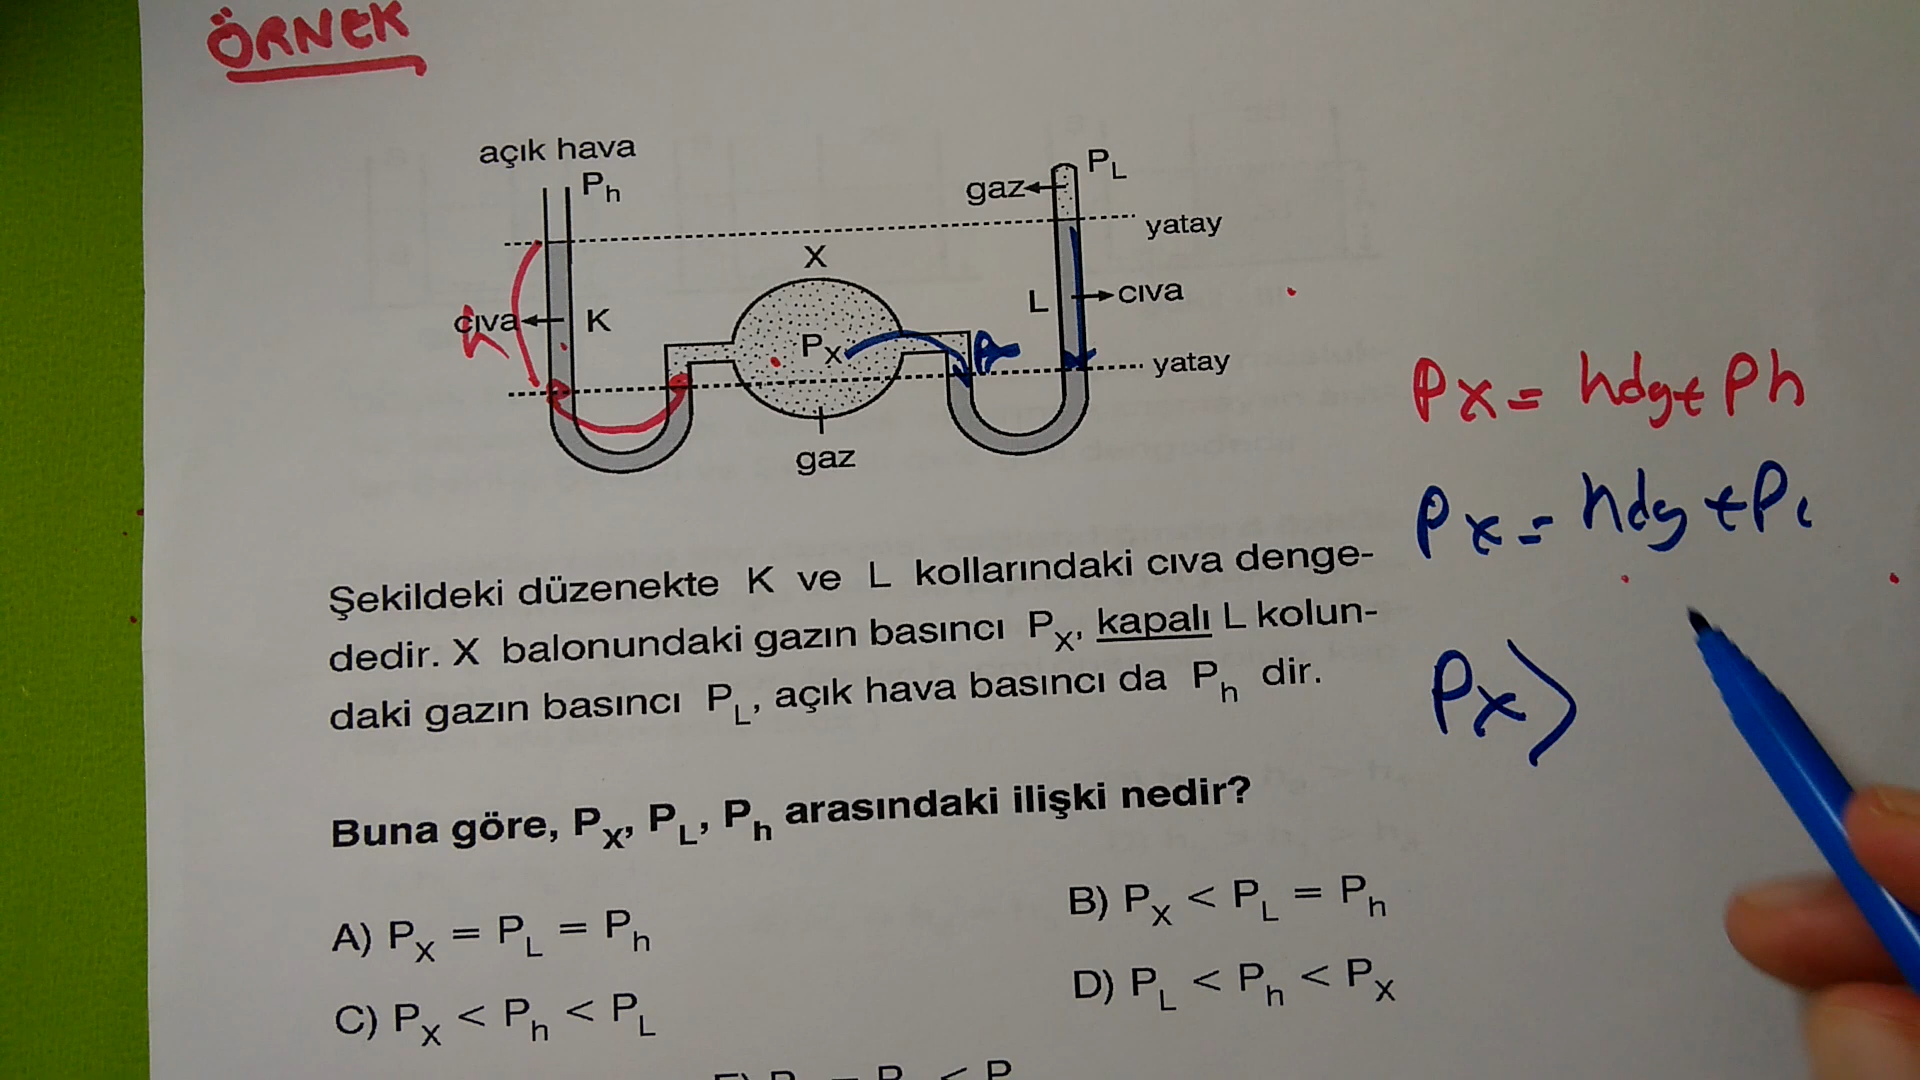 ÖRNEK
açık hava
Ph
gaz
PL
yatay
X
cıva
K
L
cıva
h
PX
Px
yatay
gaz
Px = hdg + Ph
Px = hdg + PL
Px >
Şekildeki düzenekte K ve L kollarındaki cıva denge-
dedir. X balonundaki gazın basıncı PX, kapalı L kolun-
daki gazın basıncı PL, açık hava basıncı da Ph dir.
Buna göre, PX, PL, Ph arasındaki ilişki nedir?
A) PX = PL = Ph
B) PX < PL = Ph
C) PX < Ph < PL
D) PL < Ph < PX